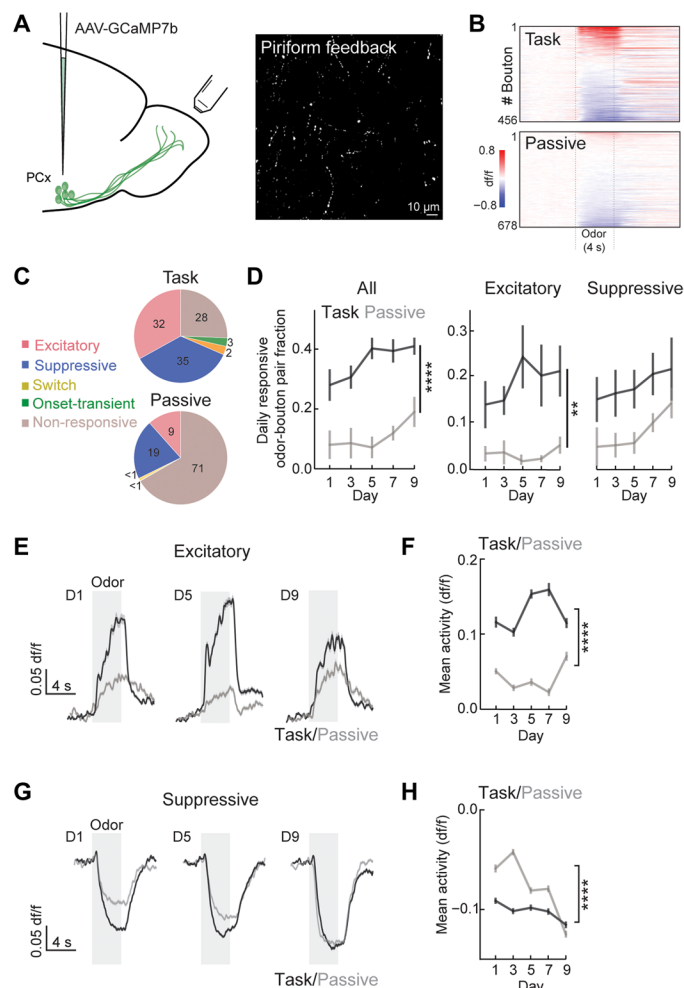 A
AAV-GCaMP7b
PCx
Piriform feedback
10 µm
B
Task
1
# Bouton
456
Passive
1
678
0.8
df/f
−0.8
Odor
(4 s)
C
Task
32
28
3
2
35
Excitatory
Suppressive
Switch
Onset-transient
Non-responsive
Passive
9
19
<1
<1
71
D
All
Excitatory
Suppressive
Task Passive
Daily responsive
odor-bouton pair fraction
0.4
0.2
0.0
1 3 5 7 9
Day
****
0.3
0.2
0.1
0.0
1 3 5 7 9
Day
**
1 3 5 7 9
Day
E
Excitatory
D1
Odor
D5
D9
0.05 df/f
4 s
Task/Passive
F
Task/Passive
Mean activity (df/f)
0.2
0.1
0.0
1 3 5 7 9
Day
****
G
Suppressive
D1
Odor
D5
D9
0.05 df/f
4 s
Task/Passive
H
Task/Passive
Mean activity (df/f)
0.0
−0.1
1 3 5 7 9
Day
****